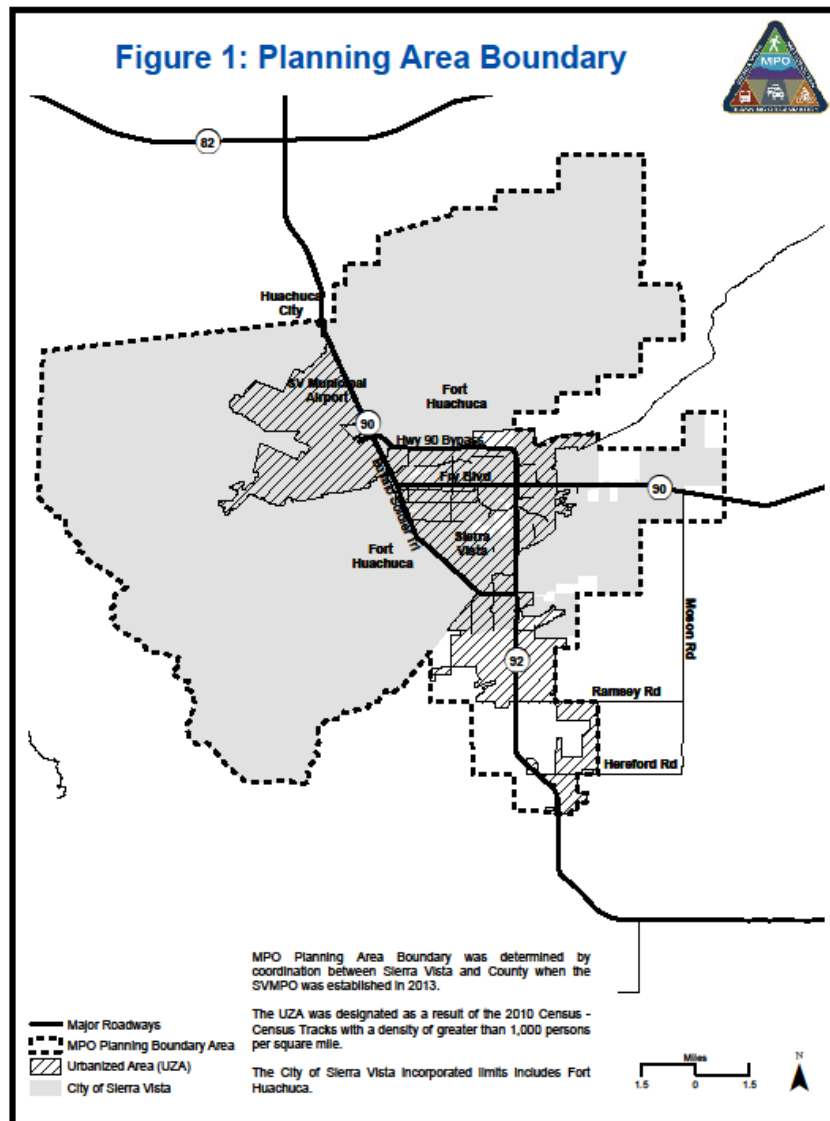 Figure 1: Planning Area Boundary
MPO
82
Huachuca
City
SV Municipal
Airport
Fort
Huachuca
90
Hwy 90 Bypass
Fry Blvd
90
Buffalo Soldier Trl
Fort
Huachuca
Sierra
Vista
Moson Rd
92
Ramsey Rd
Hereford Rd
MPO Planning Area Boundary was determined by
coordination between Sierra Vista and County when the
SVMPO was established in 2013.
The UZA was designated as a result of the 2010 Census -
Census Tracks with a density of greater than 1,000 persons
per square mile.
The City of Sierra Vista incorporated limits includes Fort
Huachuca.
Major Roadways
MPO Planning Boundary Area
Urbanized Area (UZA)
City of Sierra Vista
Miles
1.5 0 1.5
N